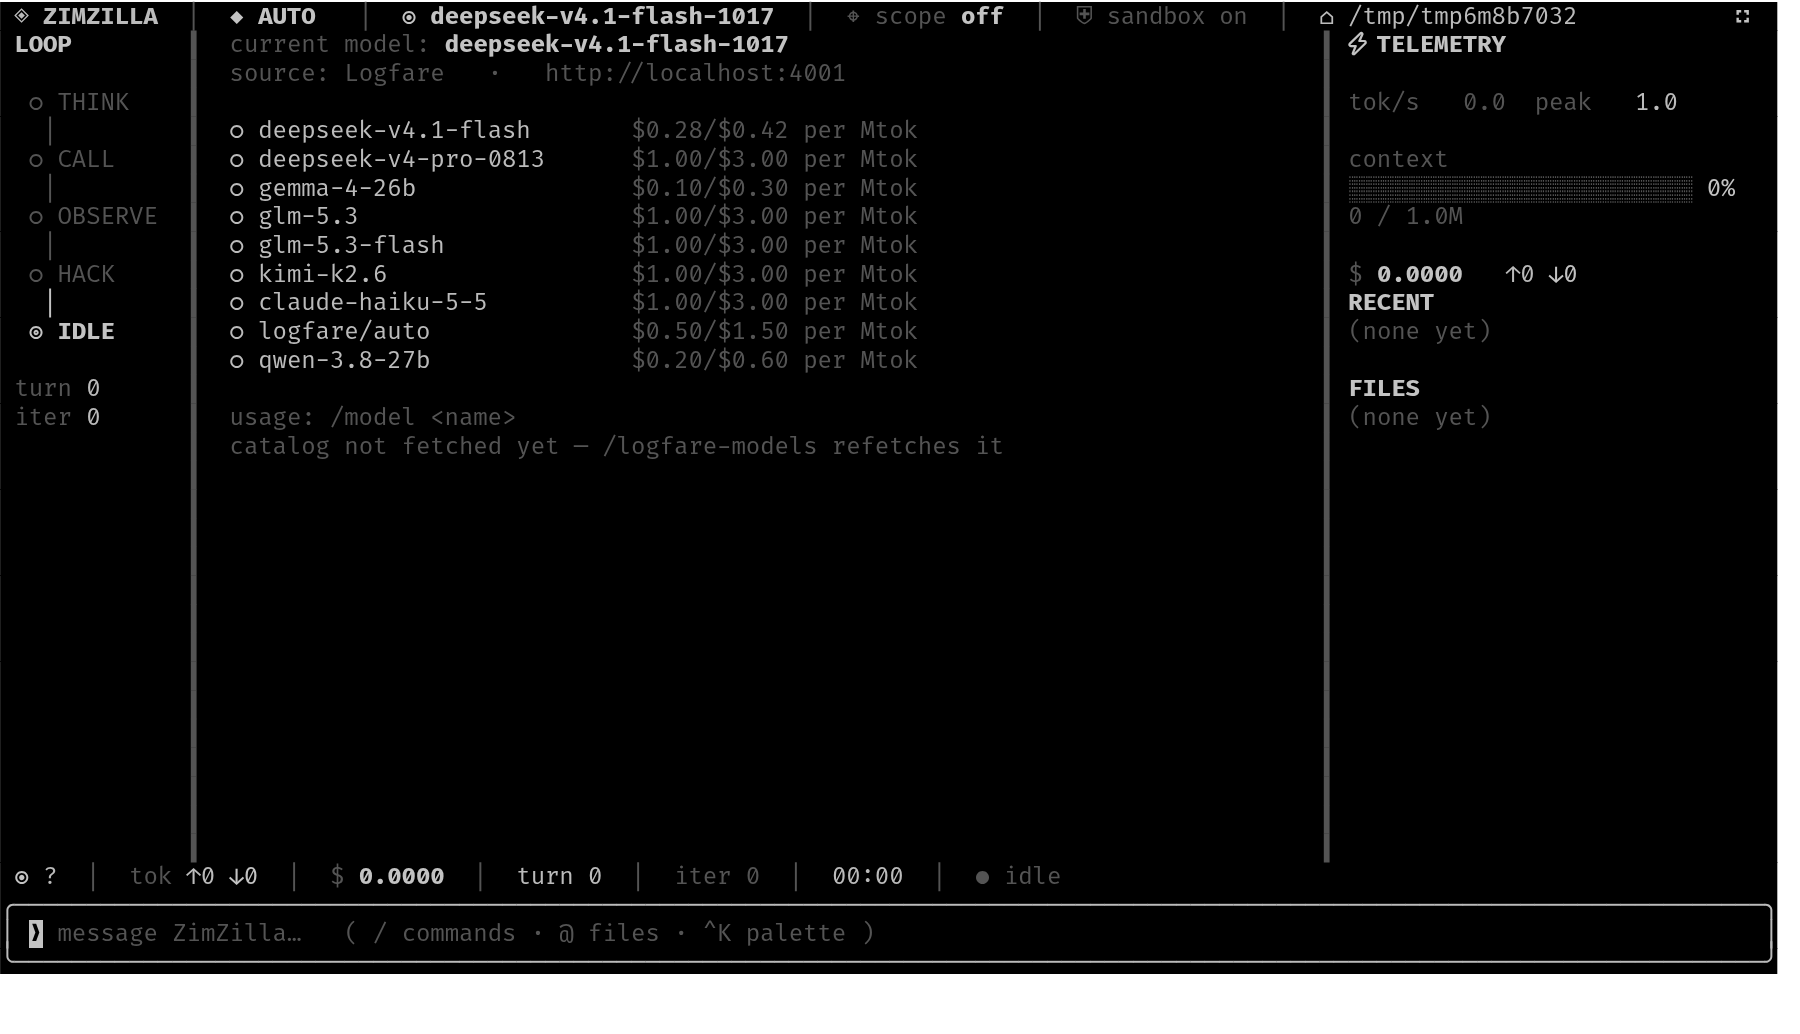 ◈ ZIMZILLA │ ◆ AUTO │ ⊙ deepseek-v4.1-flash-1017 │ ⌖ scope off │ ⛨ sandbox on │ ⌂ /tmp/tmp6m8b7032 ⛶
LOOP
○ THINK
○ CALL
○ OBSERVE
○ HACK
⊙ IDLE
turn 0
iter 0
current model: deepseek-v4.1-flash-1017
source: Logfare · http://localhost:4001
○ deepseek-v4.1-flash $0.28/$0.42 per Mtok
○ deepseek-v4-pro-0813 $1.00/$3.00 per Mtok
○ gemma-4-26b $0.10/$0.30 per Mtok
○ glm-5.3 $1.00/$3.00 per Mtok
○ glm-5.3-flash $1.00/$3.00 per Mtok
○ kimi-k2.6 $1.00/$3.00 per Mtok
○ claude-haiku-5-5 $1.00/$3.00 per Mtok
○ logfare/auto $0.50/$1.50 per Mtok
○ qwen-3.8-27b $0.20/$0.60 per Mtok
usage: /model <name>
catalog not fetched yet — /logfare-models refetches it
⚡ TELEMETRY
tok/s 0.0 peak 1.0
context
0%
0 / 1.0M
$ 0.0000 ↑0 ↓0
RECENT
(none yet)
FILES
(none yet)
⊙ ? │ tok ↑0 ↓0 │ $ 0.0000 │ turn 0 │ iter 0 │ 00:00 │ ● idle
❯ message ZimZilla… ( / commands · @ files · ^K palette )